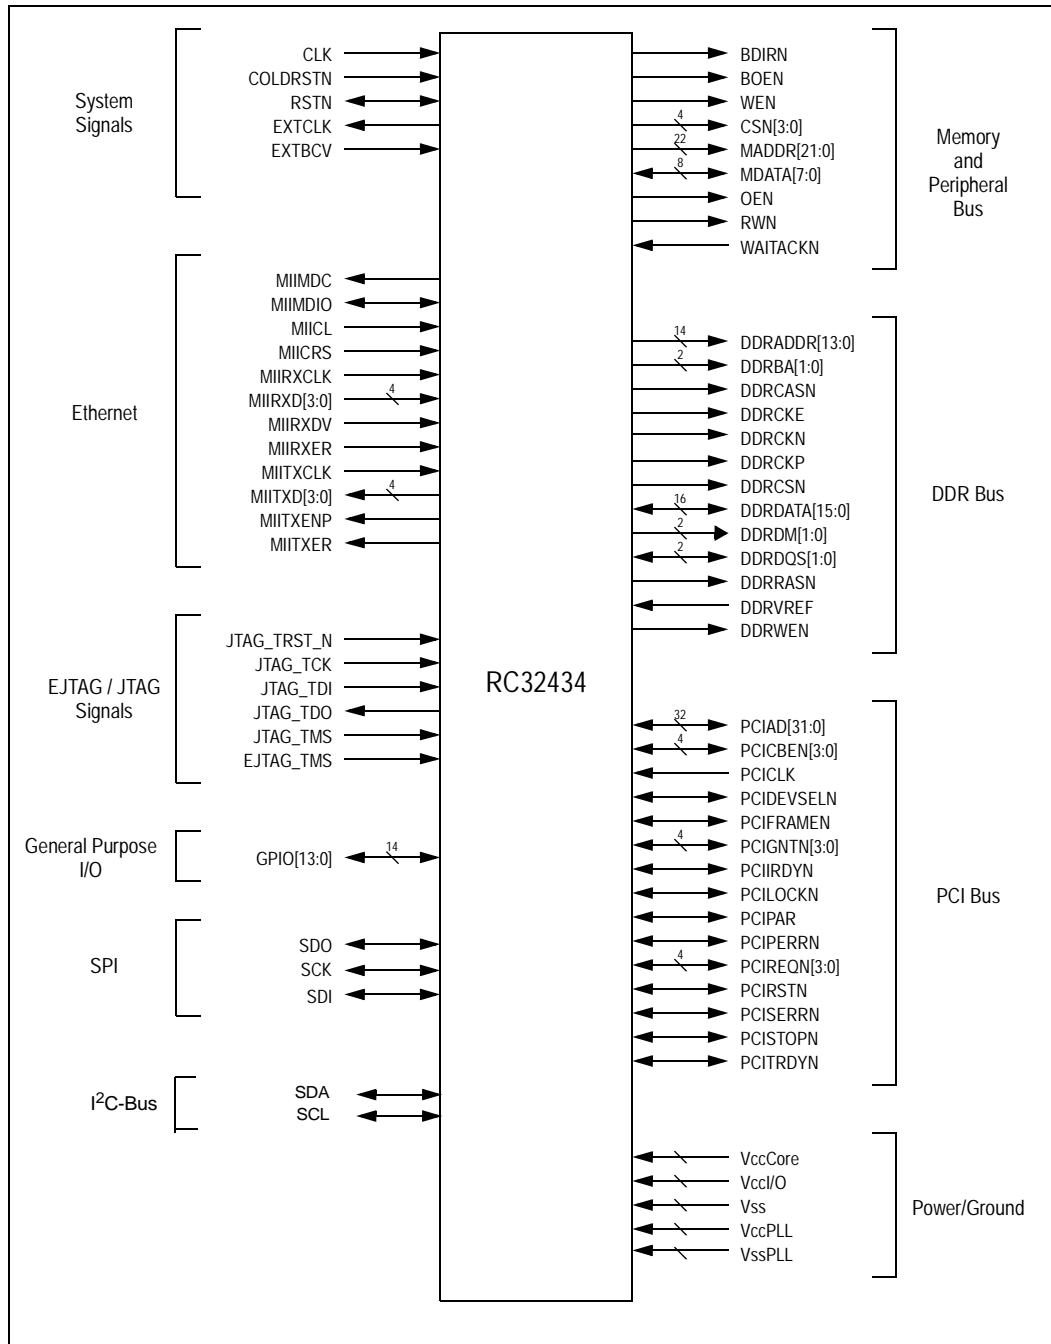 System
Signals
CLK
COLDRSTN
RSTN
EXTCLK
EXTBCV
Ethernet
MIIMDC
MIIMDIO
MIICL
MIICRS
MIIRXCLK
MIIRXD[3:0] 4
MIIRXDV
MIIRXER
MIITXCLK
MIITXD[3:0] 4
MIITXENP
MIITXER
EJTAG / JTAG
Signals
JTAG_TRST_N
JTAG_TCK
JTAG_TDI
JTAG_TDO
JTAG_TMS
EJTAG_TMS
General Purpose
I/O
GPIO[13:0] 14
SPI
SDO
SCK
SDI
I²C-Bus
SDA
SCL
RC32434
BDIRN
BOEN
WEN
4 CSN[3:0]
22 MADDR[21:0]
8 MDATA[7:0]
OEN
RWN
WAITACKN
Memory
and
Peripheral
Bus
14 DDRADDR[13:0]
2 DDRBA[1:0]
DDRCASN
DDRCKE
DDRCKN
DDRCKP
DDRCSN
16 DDRDATA[15:0]
2 DDRDM[1:0]
2 DDRDQS[1:0]
DDRRASN
DDRVREF
DDRWEN
DDR Bus
32 PCIAD[31:0]
4 PCICBEN[3:0]
PCICLK
PCIDEVSELN
PCIFRAMEN
4 PCIGNTN[3:0]
PCIIRDYN
PCILOCKN
PCIPAR
PCIPERRN
4 PCIREQN[3:0]
PCIRSTN
PCISERRN
PCISTOPN
PCITRDYN
PCI Bus
VccCore
VccI/O
Vss
VccPLL
VssPLL
Power/Ground